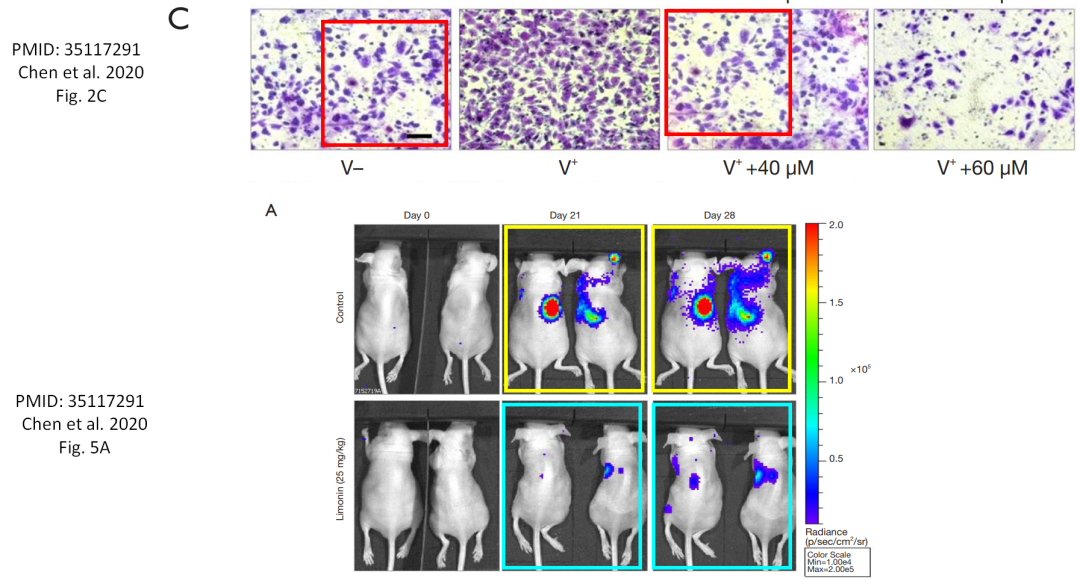 C
PMID: 35117291
Chen et al. 2020
Fig. 2C
V–
V+
V+ +40 µM
V+ +60 µM
A
Day 0
Day 21
Day 28
Control
2.0
1.5
1.0
×10⁵
0.5
PMID: 35117291
Chen et al. 2020
Fig. 5A
Limonin (25 mg/kg)
Radiance
(p/sec/cm²/sr)
Color Scale
Min=1.00e4
Max=2.00e5